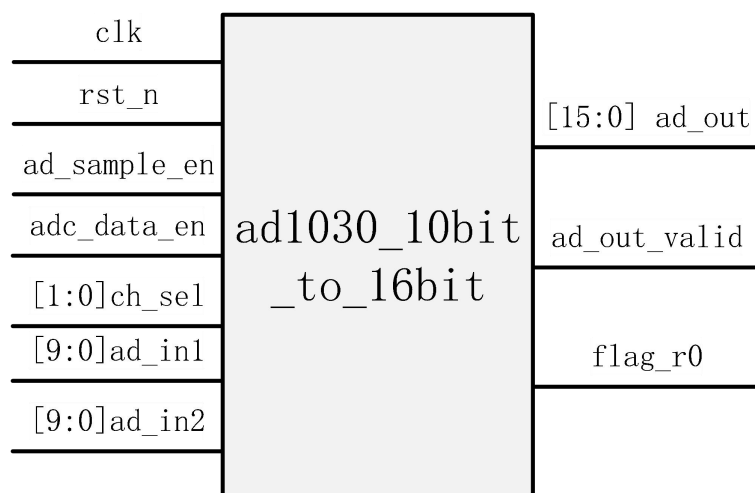 clk
rst_n
ad_sample_en
adc_data_en
[1:0]ch_sel
[9:0]ad_in1
[9:0]ad_in2
ad1030_10bit
_to_16bit
[15:0] ad_out
ad_out_valid
flag_r0